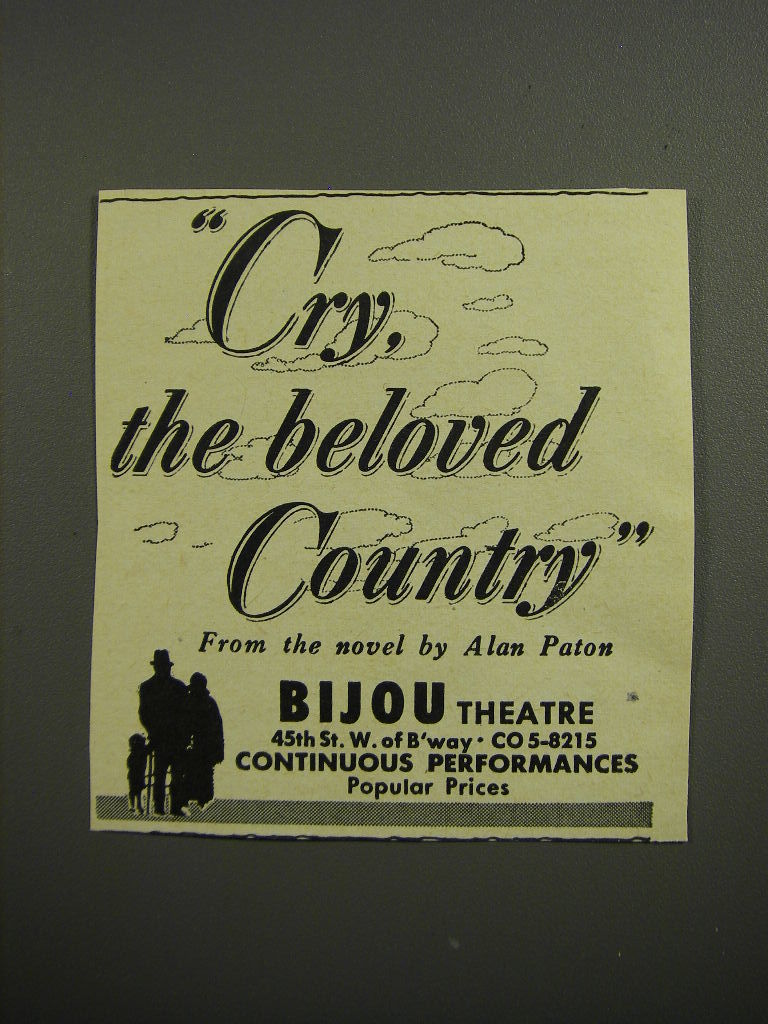 “Cry,
the beloved
Country”
From the novel by Alan Paton
BIJOU THEATRE
45th St. W. of B'way • CO 5-8215
CONTINUOUS PERFORMANCES
Popular Prices